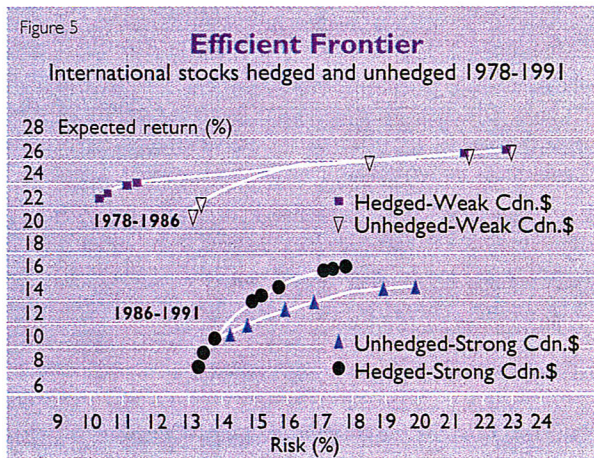 Figure 5
Efficient Frontier
International stocks hedged and unhedged 1978-1991
28 Expected return (%)
26
24
22
20
18
16
14
12
10
8
6
1978-1986
Hedged-Weak Cdn.$
Unhedged-Weak Cdn.$
1986-1991
Unhedged-Strong Cdn.$
Hedged-Strong Cdn.$
9 10 11 12 13 14 15 16 17 18 19 20 21 22 23 24
Risk (%)